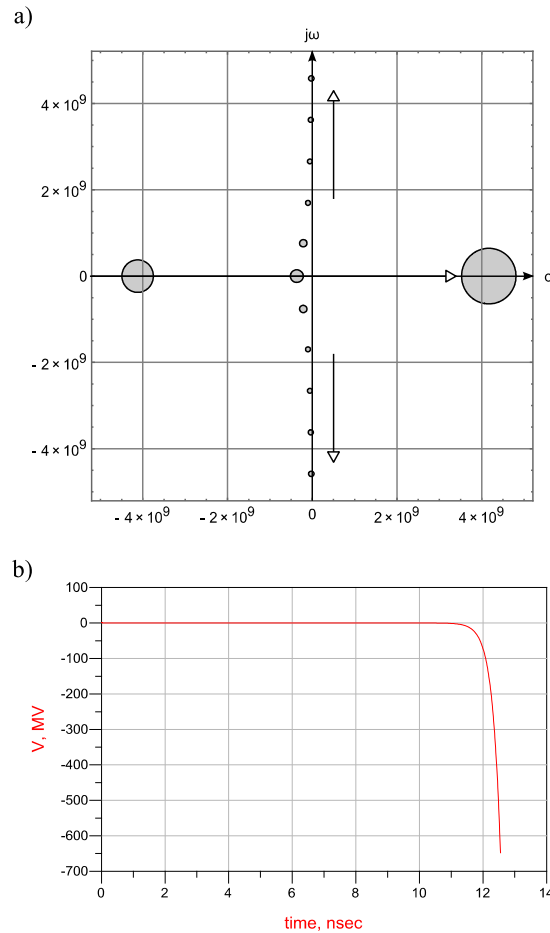 a)
jω
4 × 10⁹
2 × 10⁹
0
- 2 × 10⁹
- 4 × 10⁹
- 4 × 10⁹ - 2 × 10⁹ 0 2 × 10⁹ 4 × 10⁹
b)
100
0
-100
-200
-300
-400
-500
-600
-700
V, MV
0 2 4 6 8 10 12 14
time, nsec